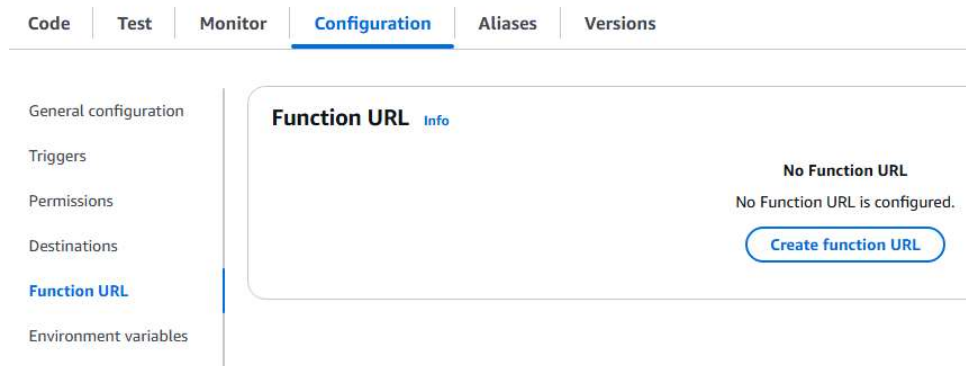 Code Test Monitor Configuration Aliases Versions
General configuration
Triggers
Permissions
Destinations
Function URL
Environment variables
Function URL Info
No Function URL
No Function URL is configured.
Create function URL